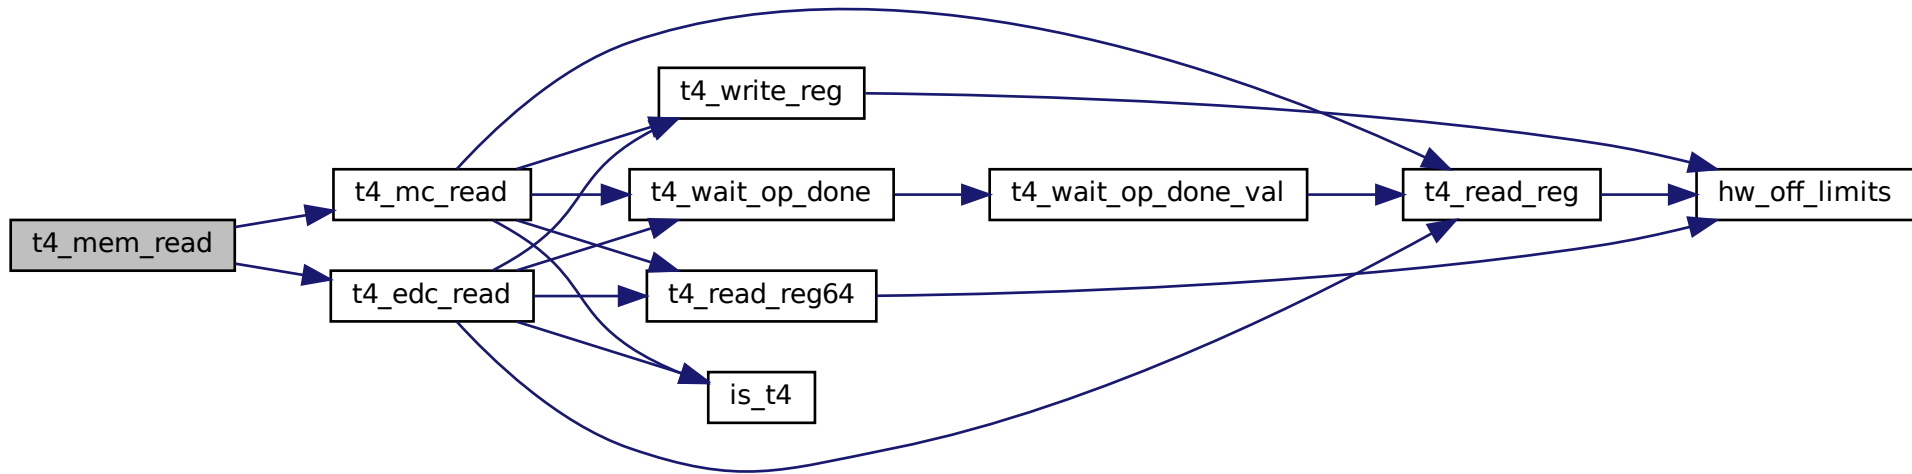 t4_mem_read
t4_mc_read
t4_edc_read
t4_write_reg
t4_wait_op_done
t4_read_reg64
is_t4
t4_wait_op_done_val
t4_read_reg
hw_off_limits